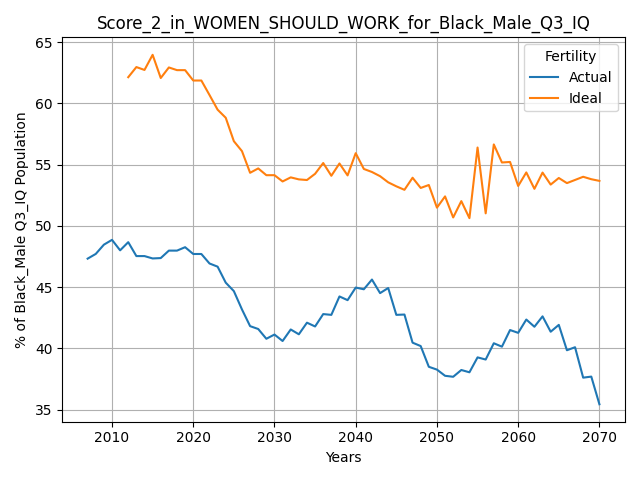 Score_2_in_WOMEN_SHOULD_WORK_for_Black_Male_Q3_IQ
Fertility
Actual
Ideal
% of Black_Male Q3_IQ Population
65
60
55
50
45
40
35
2010 2020 2030 2040 2050 2060 2070
Years